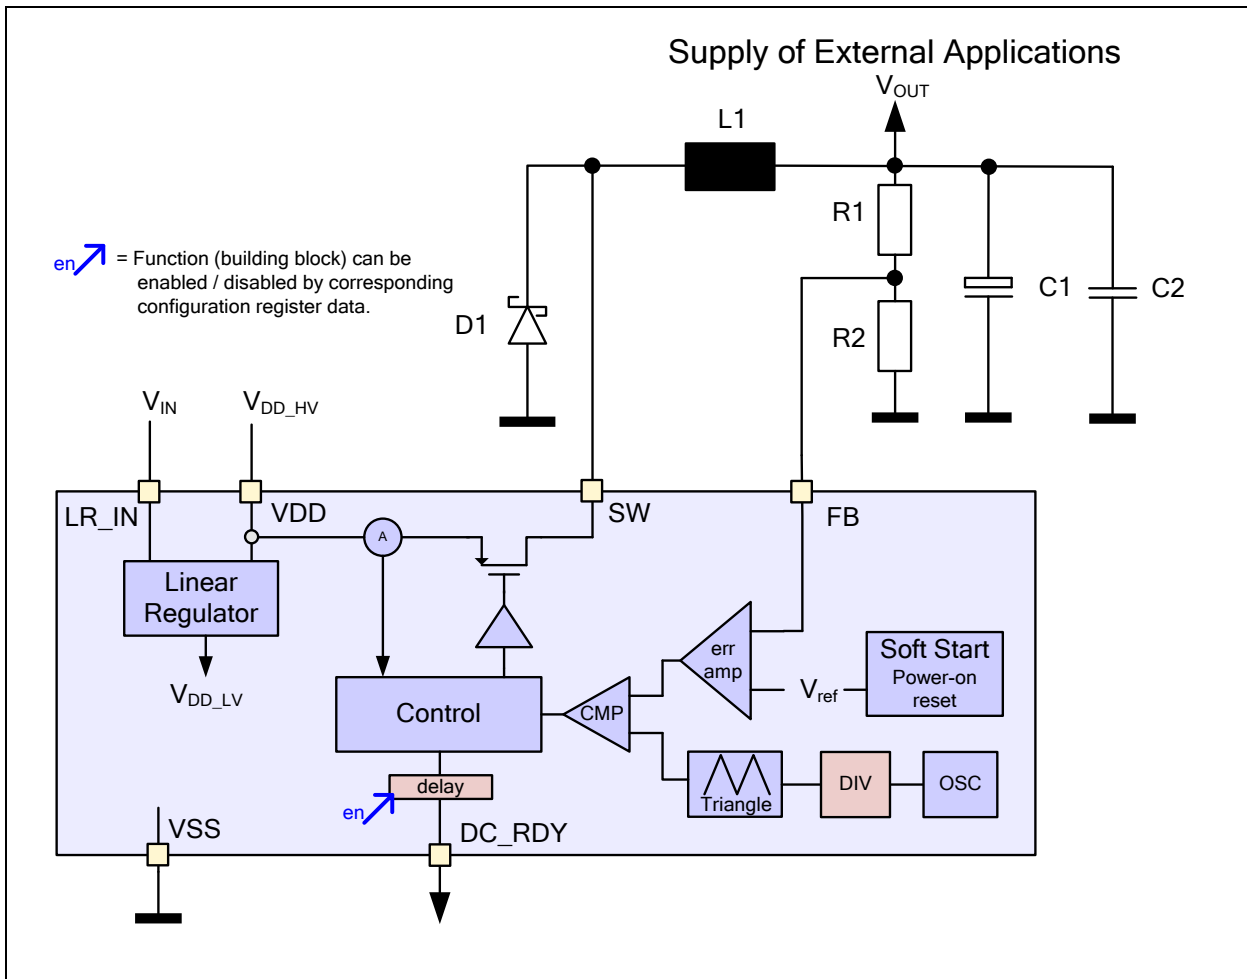 Supply of External Applications
VOUT
L1
R1
en = Function (building block) can be
enabled / disabled by corresponding
configuration register data.
C1
C2
D1
R2
VIN
VDD_HV
LR_IN
VDD
SW
FB
A
Linear
Regulator
err
amp
Soft Start
Power-on
reset
VDD_LV
Vref
Control
CMP
delay
Triangle
DIV
OSC
en
VSS
DC_RDY